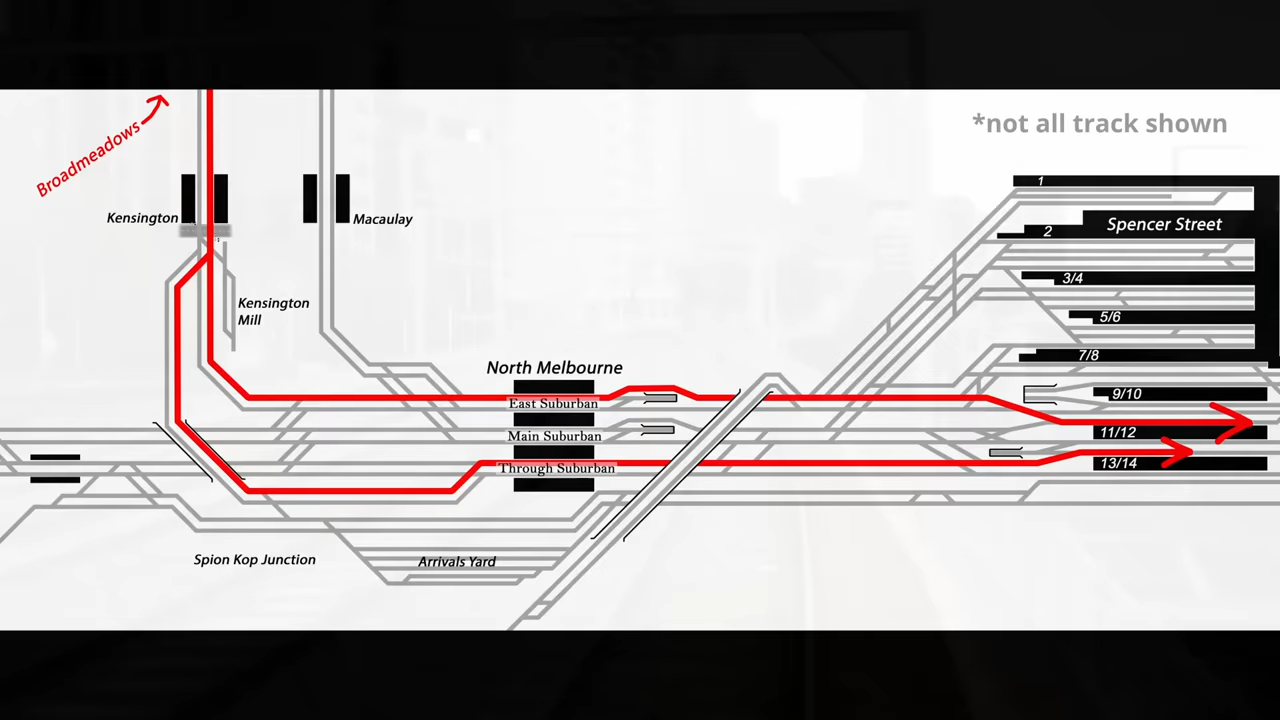 Broadmeadows
*not all track shown
1
Kensington
Macaulay
Spencer Street
2
3/4
Kensington
Mill
5/6
7/8
North Melbourne
East Suburban
9/10
Main Suburban
11/12
Through Suburban
13/14
Spion Kop Junction
Arrivals Yard